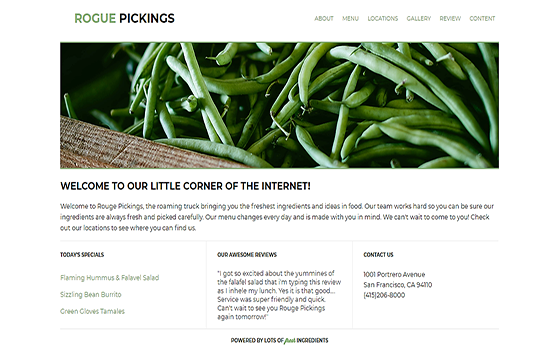 ROGUE PICKINGS
ABOUT MENU LOCATIONS GALLERY REVIEW CONTENT
WELCOME TO OUR LITTLE CORNER OF THE INTERNET!
Welcome to Rouge Pickings, the roaming truck bringing you the freshest ingredients and ideas in food. Our team works hard so you can be sure our
ingredients are always fresh and picked carefully. Our menu changes every day and is made with you in mind. We can't wait to come to you! Check
out our locations to see where you can find us.
TODAY'S SPECIALS
Flaming Hummus & Falavel Salad
Sizzling Bean Burrito
Green Gloves Tamales
OUR AWESOME REVIEWS
"I got so excited about the yummines of
the falafel salad that i'm typing this review
as I inhele my lunch. Yes it is that good...
Service was super friendly and quick.
Can't wait to see you Rouge Pickings
again tomorrow!"
CONTACT US
1001 Portrero Avenue
San Francisco, CA 94110
(415)206-8000
POWERED BY LOTS OF fresh INGREDIENTS